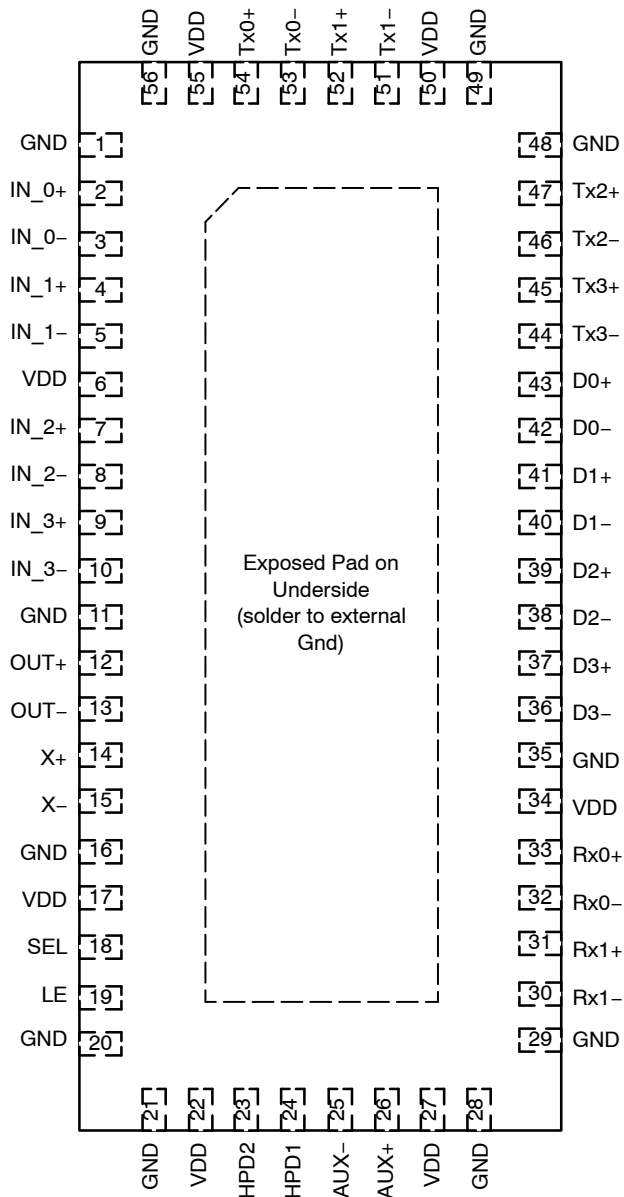 GND
VDD
Tx0+
Tx0−
Tx1+
Tx1−
VDD
GND
56
55
54
53
52
51
50
49
GND 1
48 GND
IN_0+ 2
47 Tx2+
IN_0− 3
46 Tx2−
IN_1+ 4
45 Tx3+
IN_1− 5
44 Tx3−
VDD 6
43 D0+
IN_2+ 7
42 D0−
IN_2− 8
41 D1+
IN_3+ 9
40 D1−
IN_3− 10
39 D2+
GND 11
38 D2−
OUT+ 12
37 D3+
OUT− 13
36 D3−
X+ 14
35 GND
X− 15
34 VDD
GND 16
33 Rx0+
VDD 17
32 Rx0−
SEL 18
31 Rx1+
LE 19
30 Rx1−
GND 20
29 GND
Exposed Pad on
Underside
(solder to external
Gnd)
21
22
23
24
25
26
27
28
GND
VDD
HPD2
HPD1
AUX−
AUX+
VDD
GND